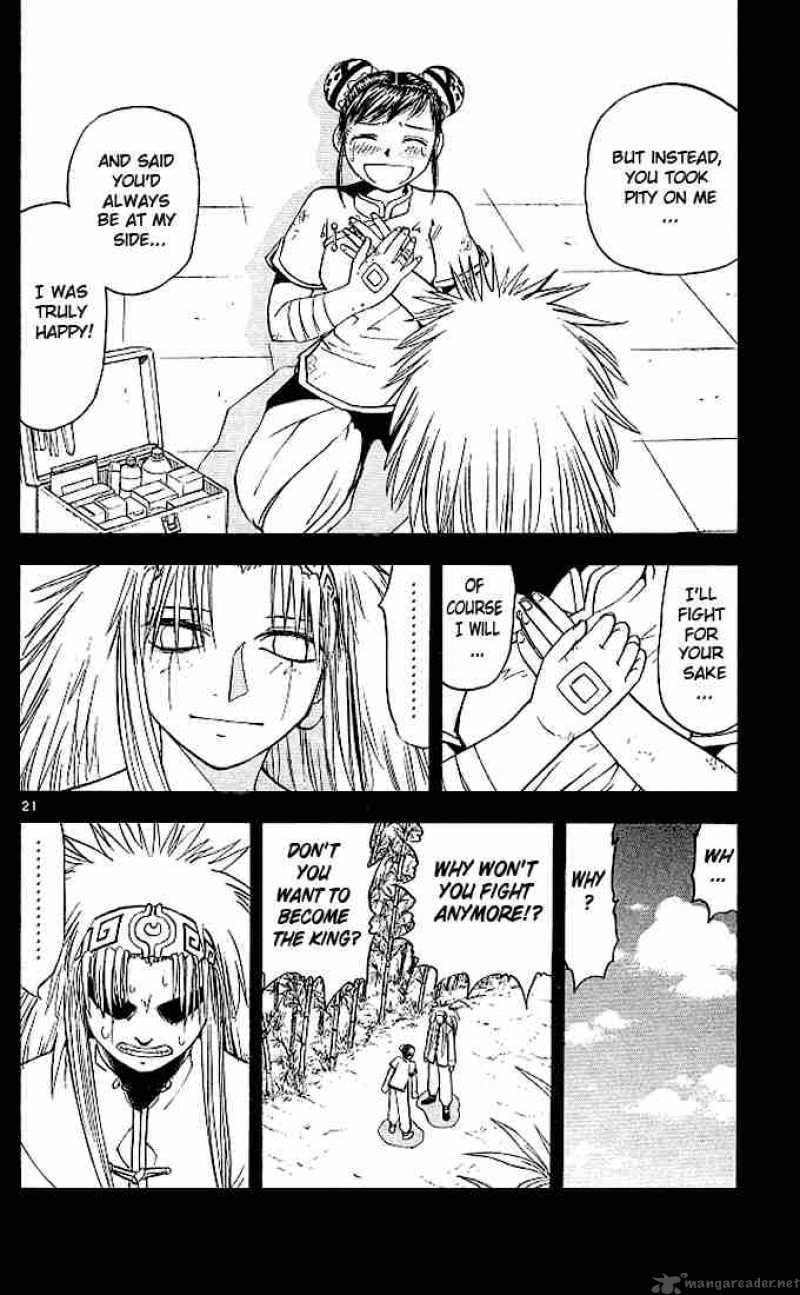 BUT INSTEAD,
YOU TOOK
PITY ON ME
...
AND SAID
YOU'D
ALWAYS
BE AT MY
SIDE...
I WAS
TRULY
HAPPY!
I'LL
FIGHT
FOR
YOUR
SAKE
...
OF
COURSE
I WILL
...
.........
21
WH
...
WHY
?
WHY WON'T
YOU FIGHT
ANYMORE!?
DON'T
YOU
WANT TO
BECOME
THE KING?
.........
mangareader.net